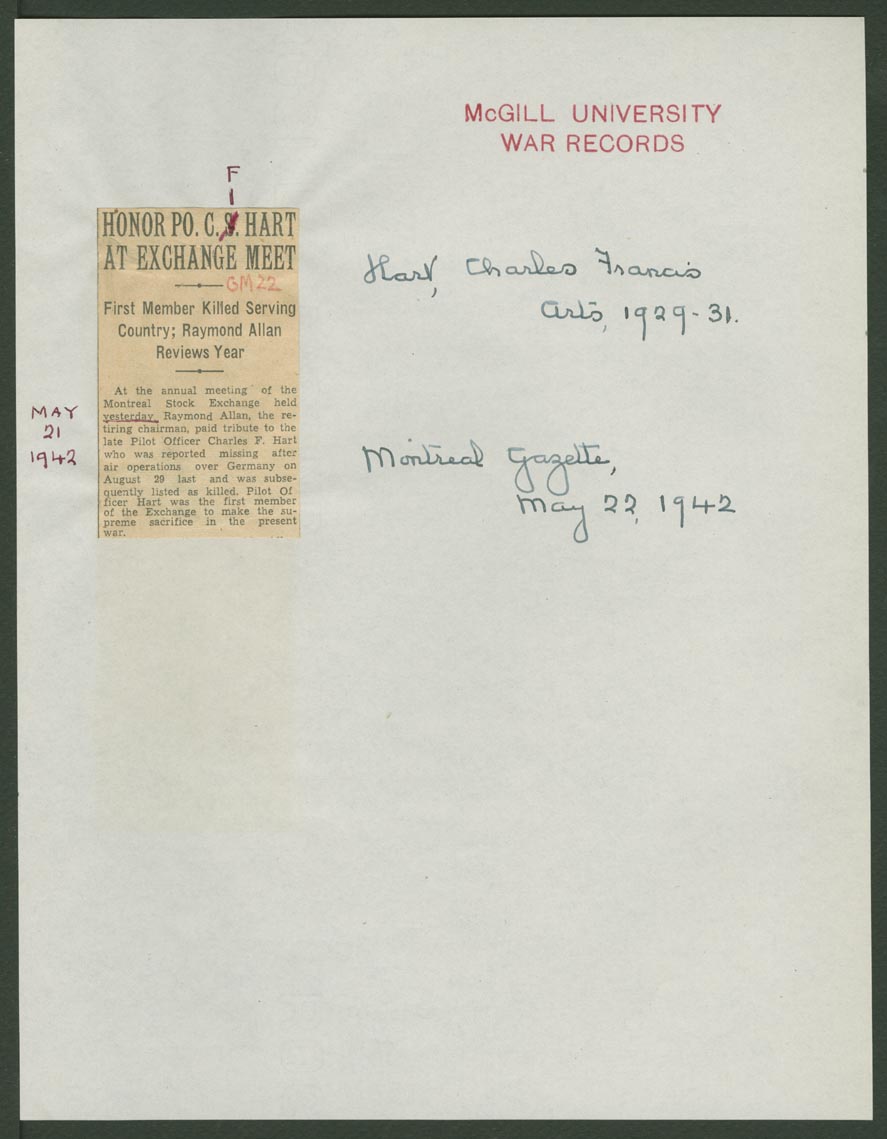 McGILL UNIVERSITY
WAR RECORDS
F
HONOR PO. C. S. HART
AT EXCHANGE MEET
GM22
First Member Killed Serving
Country; Raymond Allan
Reviews Year
At the annual meeting of the
Montreal Stock Exchange held
yesterday Raymond Allan, the re-
tiring chairman, paid tribute to the
late Pilot Officer Charles F. Hart
who was reported missing after
air operations over Germany on
August 29 last and was subse-
quently listed as killed. Pilot Of
ficer Hart was the first member
of the Exchange to make the su-
preme sacrifice in the present
war.
MAY
21
1942
Hart, Charles Francis
Arts, 1929-31.
Montreal Gazette,
May 22, 1942